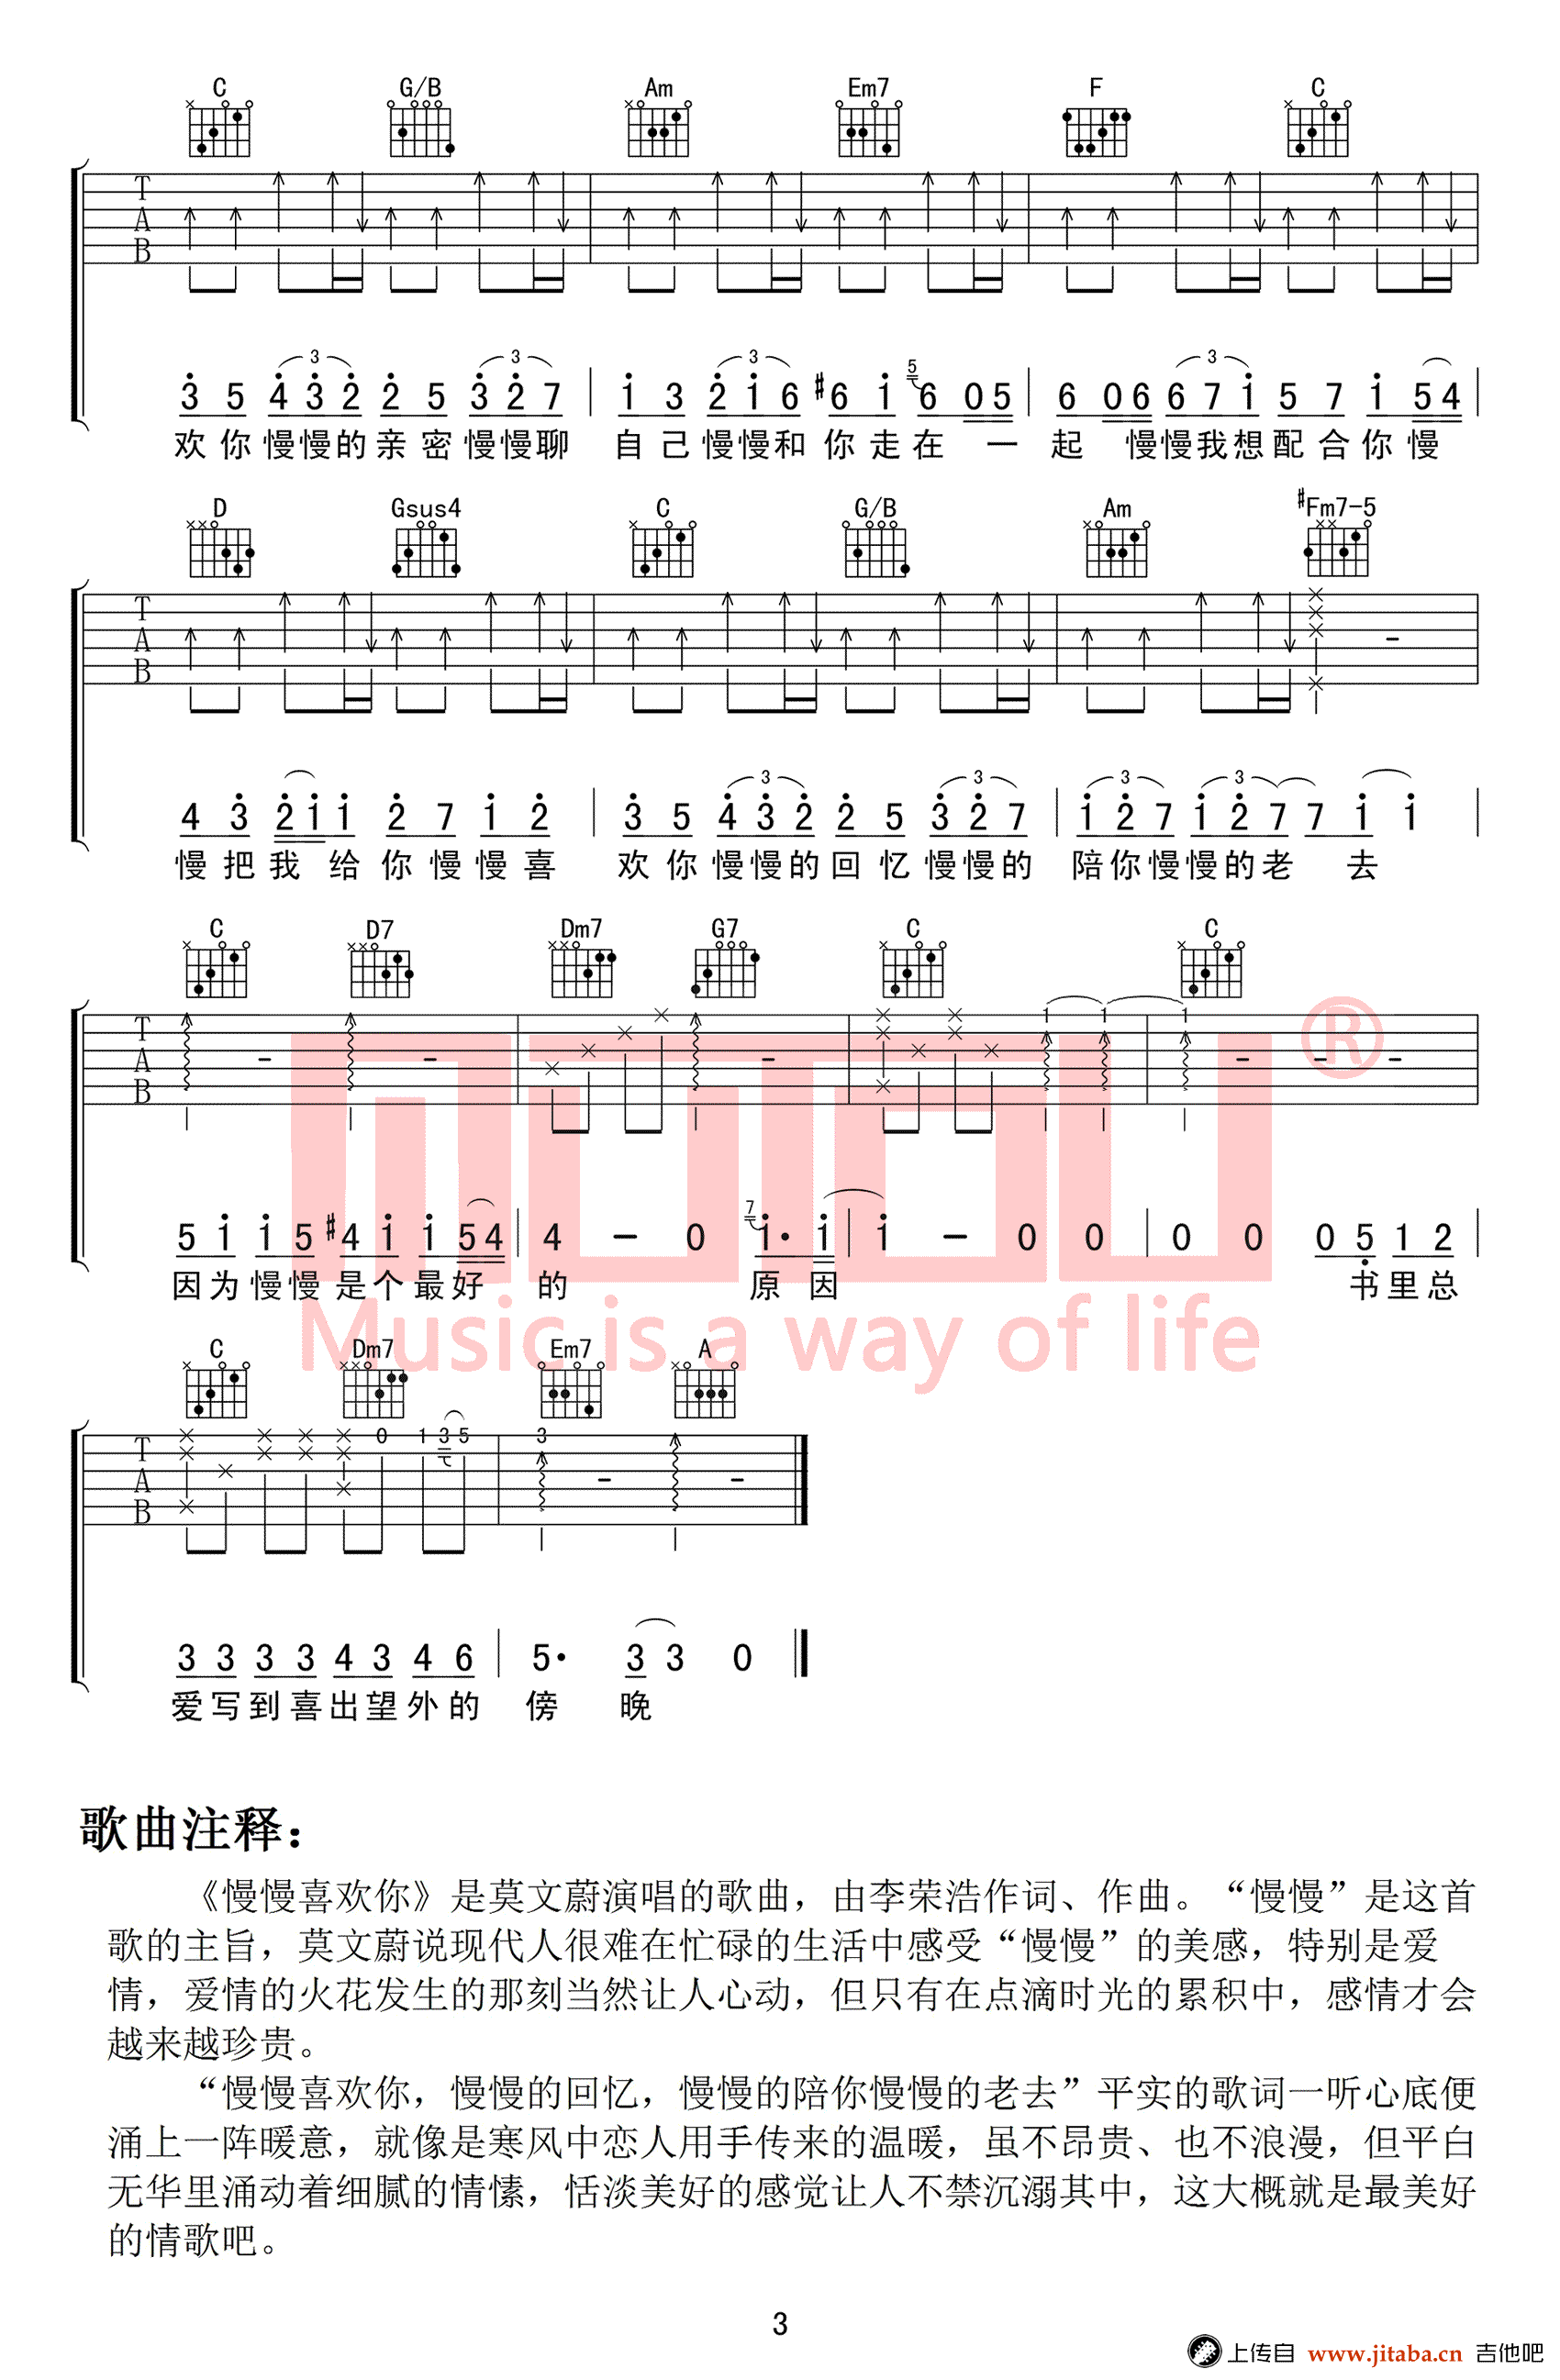 C G/B Am Em7 F C
T
A
B
3 3 3
3 5 4 3 2 2 5 3 2 7 1 3 2 1 6 #6 1 5 6 0 5 6 0 6 6 7 1 5 7 1 5 4
欢你慢慢的亲密慢慢聊 自己慢慢和你走在一起 慢慢我想配合你慢
D Gsus4 C G/B Am #Fm7-5
T
A
B
3 3 3 3
4 3 2 1 1 2 7 1 2 3 5 4 3 2 2 5 3 2 7 1 2 7 1 2 7 7 1 1
慢把我给你慢慢喜 欢你慢慢的回忆慢慢的 陪你慢慢的老去
C D7 Dm7 G7 C C
T
A
B
1 1 1
5 1 1 5 #4 1 1 5 4 4 - 0 7 1· 1 1 - 0 0 0 0 0 5 1 2
因为慢慢是个最好的 原因 书里总
MUMU®
Music is a way of life
C Dm7 Em7 A
T
A
B
0 1 3 5 3
3 3 3 3 4 3 4 6 5· 3 3 0
爱写到喜出望外的傍晚
歌曲注释：
《慢慢喜欢你》是莫文蔚演唱的歌曲，由李荣浩作词、作曲。“慢慢”是这首
歌的主旨，莫文蔚说现代人很难在忙碌的生活中感受“慢慢”的美感，特别是爱
情，爱情的火花发生的那刻当然让人心动，但只有在点滴时光的累积中，感情才会
越来越珍贵。
“慢慢喜欢你，慢慢的回忆，慢慢的陪你慢慢的老去”平实的歌词一听心底便
涌上一阵暖意，就像是寒风中恋人用手传来的温暖，虽不昂贵、也不浪漫，但平白
无华里涌动着细腻的情愫，恬淡美好的感觉让人不禁沉溺其中，这大概就是最美好
的情歌吧。
3
上传自 www.jitaba.cn 吉他吧